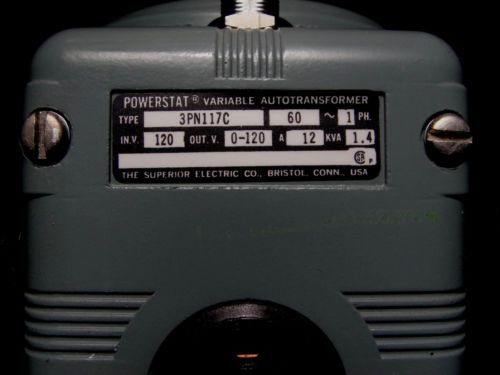 POWERSTAT® VARIABLE AUTOTRANSFORMER
TYPE 3PN117C 60 ~ 1 PH.
IN.V. 120 OUT.V. 0-120 A 12 KVA 1.4
THE SUPERIOR ELECTRIC CO., BRISTOL, CONN., USA